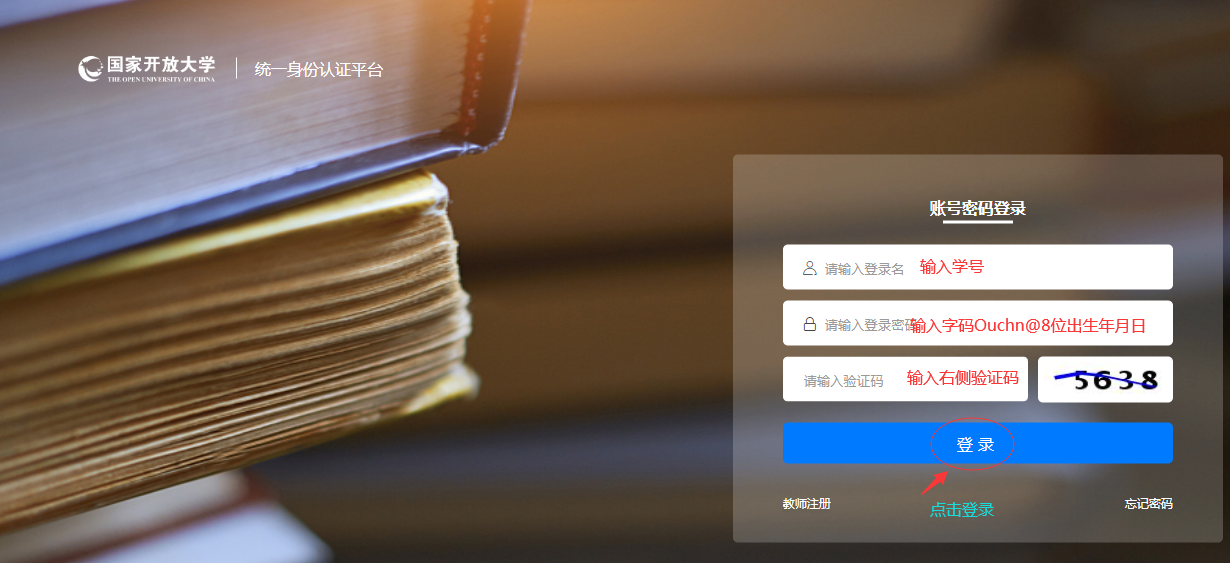 国家开放大学
THE OPEN UNIVERSITY OF CHINA
统一身份认证平台
账号密码登录
请输入登录名 输入学号
请输入登录密码 输入字码Ouchn@8位出生年月日
请输入验证码 输入右侧验证码 5638
登 录
教师注册 点击登录 忘记密码